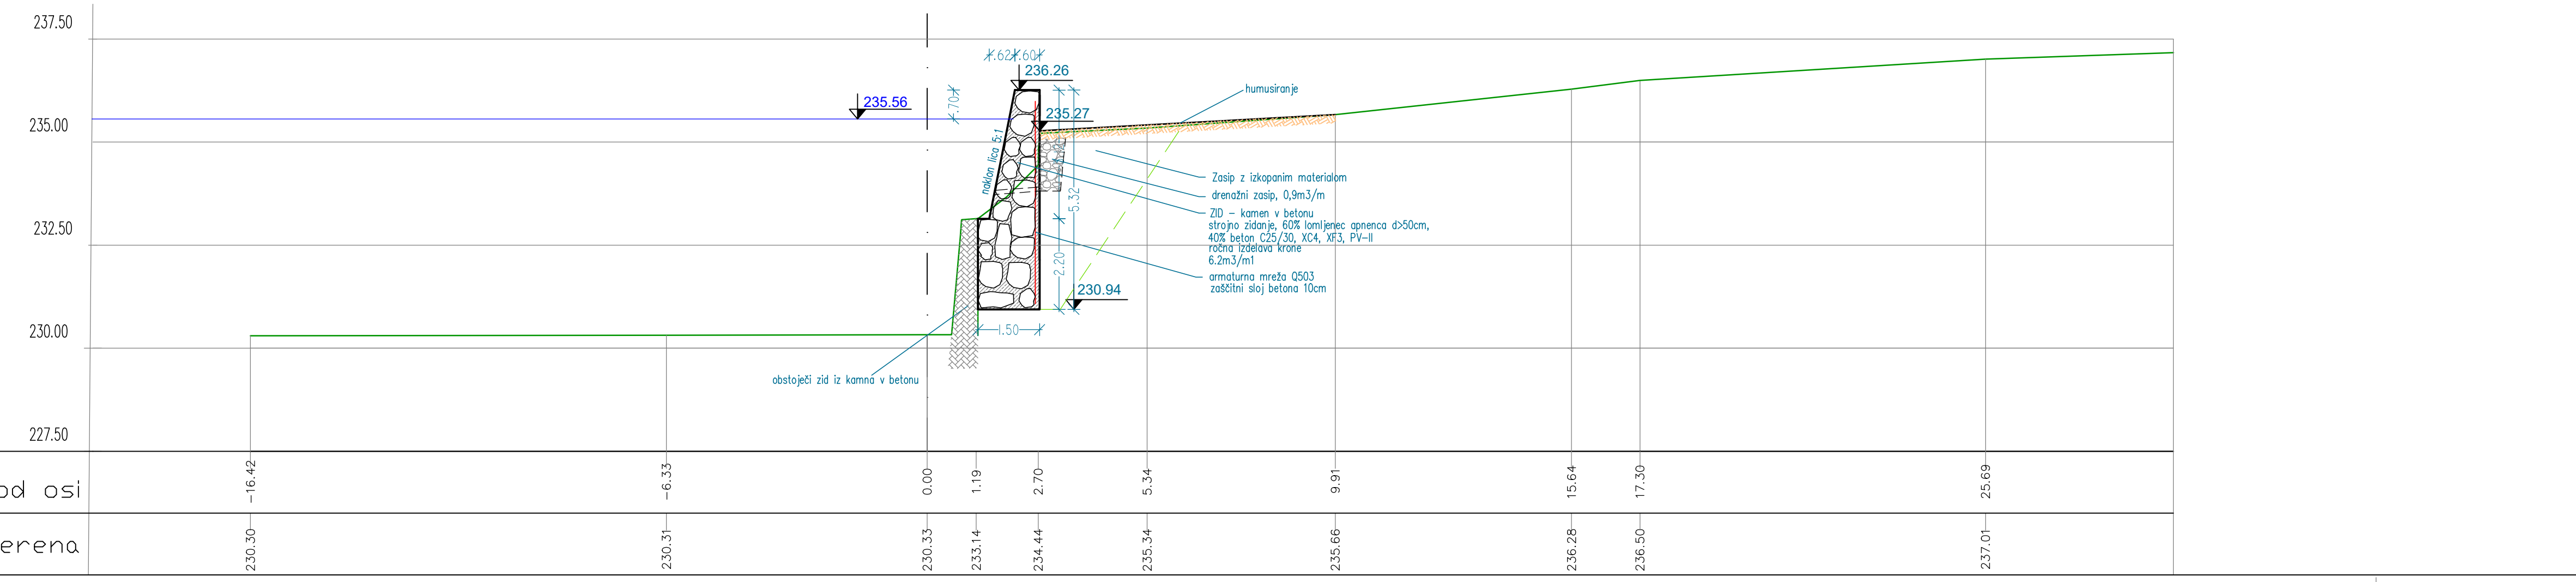 237.50
.62
.60
236.26
humusiranje
235.56
.70
235.27
235.00
naklon lica 5:1
Zasip z izkopanim materialom
drenažni zasip, 0,9m3/m
5.32
ZID – kamen v betonu
strojno zidanje, 60% lomljenec apnenca d>50cm,
40% beton C25/30, XC4, XF3, PV-II
ročna izdelava krone
6.2m3/m1
232.50
2.20
armaturna mreža Q503
zaščitni sloj betona 10cm
230.94
1.50
230.00
obstoječi zid iz kamna v betonu
227.50
od osi
-16.42
-6.33
0.00
1.19
2.70
5.34
9.91
15.64
17.30
25.69
erena
230.30
230.31
230.33
233.14
234.44
235.34
235.66
236.28
236.50
237.01